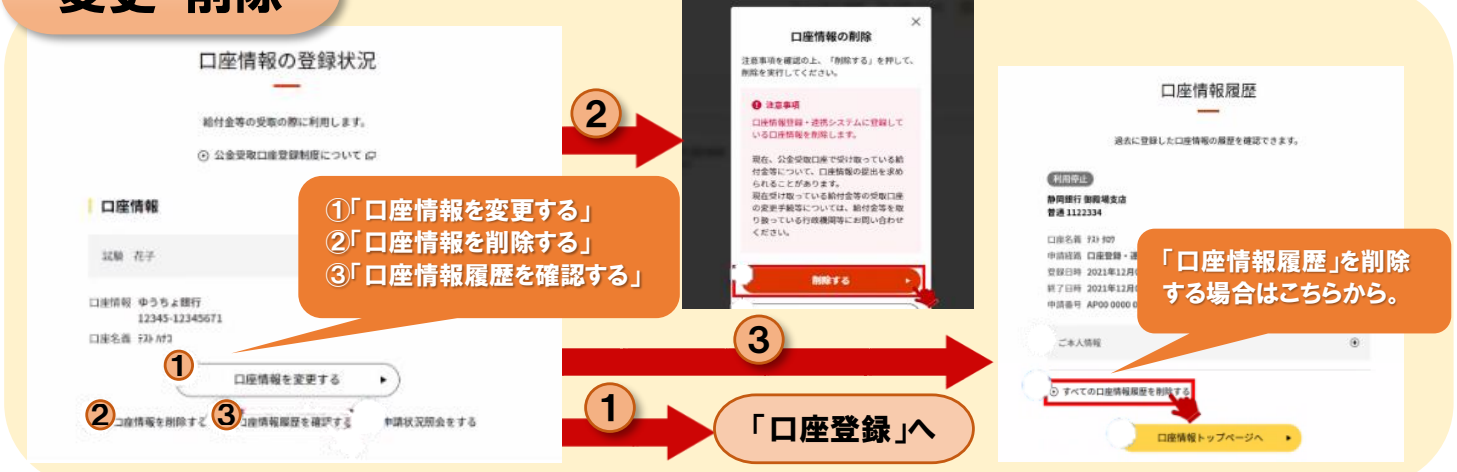 変更・削除
口座情報の登録状況
給付金等の受取の際に利用します。
公金受取口座登録制度について
口座情報
試験 花子
口座情報 ゆうちょ銀行
12345-12345671
口座名義 ﾃｽﾄ ﾊﾅｺ
①
口座情報を変更する
②
口座情報を削除する
③
口座情報履歴を確認する
申請状況照会をする
①「口座情報を変更する」
②「口座情報を削除する」
③「口座情報履歴を確認する」
②
口座情報の削除
注意事項を確認の上、「削除する」を押して、
削除を実行してください。
注意事項
口座情報登録・連携システムに登録して
いる口座情報を削除します。
現在、公金受取口座で受け取っている給
付金等について、口座情報の提出を求め
られることがあります。
現在受け取っている給付金等の受取口座
の変更手続等については、給付金等を取
り扱っている行政機関等にお問い合わせ
ください。
削除する
③
①
「口座登録」へ
口座情報履歴
過去に登録した口座情報の履歴を確認できます。
利用停止
静岡銀行 御殿場支店
普通 1122334
口座名義 ﾃｽﾄ ﾀﾛｳ
申請経路 口座登録・連
登録日時 2021年12月
終了日時 2021年12月
申請番号 AP00 0000 0
「口座情報履歴」を削除
する場合はこちらから。
ご本人情報
すべての口座情報履歴を削除する
口座情報トップページへ